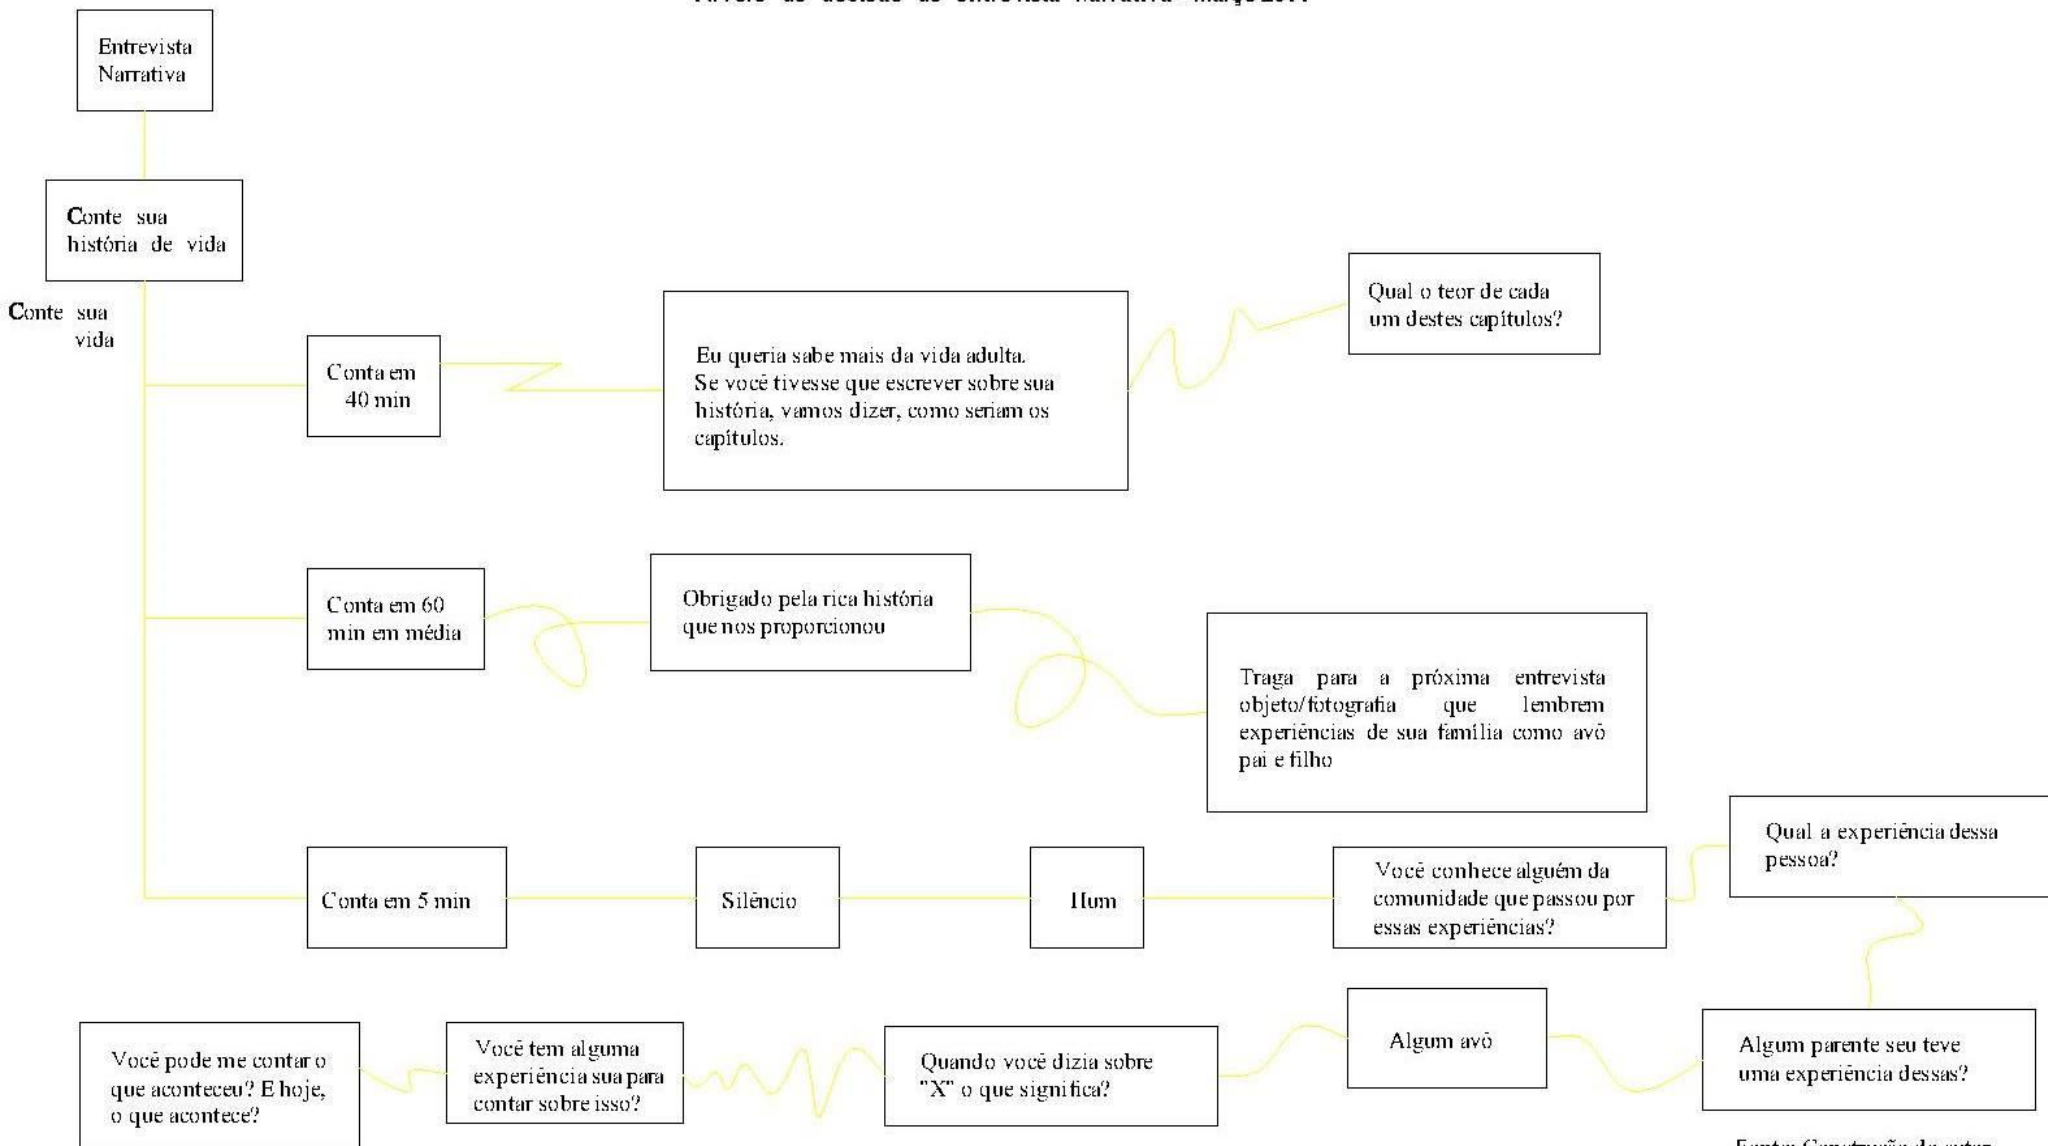 Entrevista
Narrativa
Conte sua
história de vida
Conte sua
vida
Conta em
40 min
Eu queria sabe mais da vida adulta.
Se você tivesse que escrever sobre sua
história, vamos dizer, como seriam os
capítulos.
Qual o teor de cada
um destes capítulos?
Conta em 60
min em média
Obrigado pela rica história
que nos proporcionou
Traga para a próxima entrevista
objeto/fotografia que lembrem
experiências de sua família como avô
pai e filho
Conta em 5 min
Silêncio
Hum
Você conhece alguém da
comunidade que passou por
essas experiências?
Qual a experiência dessa
pessoa?
Algum parente seu teve
uma experiência dessas?
Algum avô
Quando você dizia sobre
"X" o que significa?
Você tem alguma
experiência sua para
contar sobre isso?
Você pode me contar o
que aconteceu? E hoje,
o que acontece?